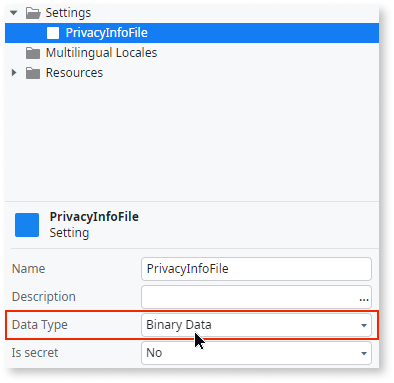 Settings
PrivacyInfoFile
Multilingual Locales
Resources
PrivacyInfoFile
Setting
Name PrivacyInfoFile
Description ...
Data Type Binary Data
Is secret No